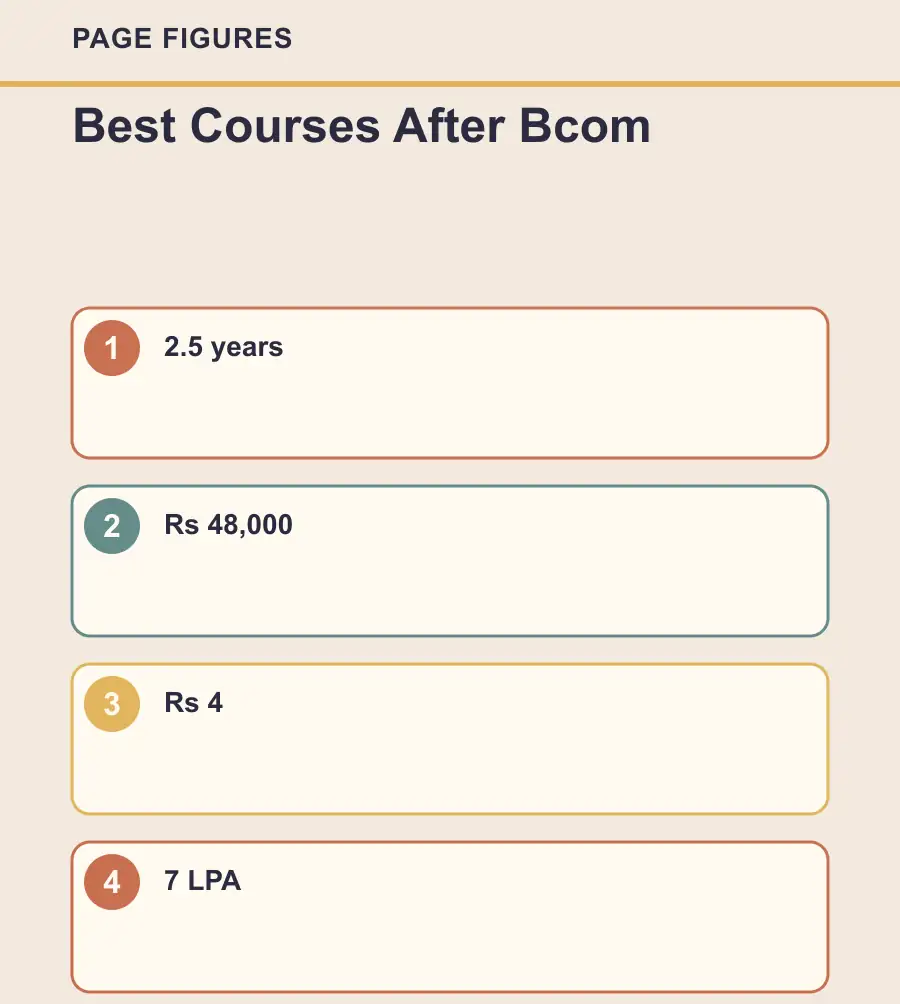 PAGE FIGURES
Best Courses After Bcom
1 2.5 years
2 Rs 48,000
3 Rs 4
4 7 LPA